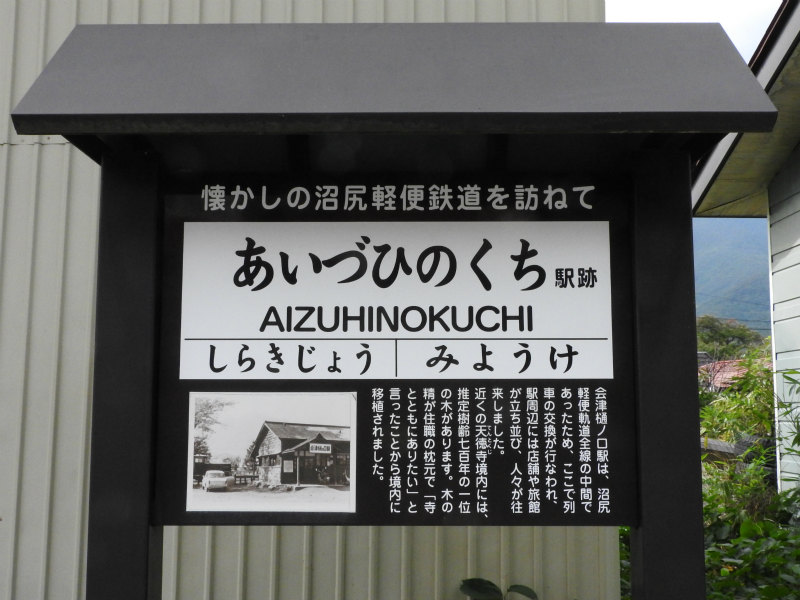 懐かしの沼尻軽便鉄道を訪ねて
あいづひのくち駅跡
AIZUHINOKUCHI
しらきじょう
みようけ
会津樋ノ口駅は、沼尻
軽便軌道全線の中間で
あったため、ここで列
車の交換が行なわれ、
駅周辺には店舗や旅館
が立ち並び、人々が往
来しました。
近くの天徳寺境内には、
推定樹齢七百年の一位
の木があります。木の
精が住職の枕元で「寺
とともにありたい」と
言ったことから境内に
移植されました。